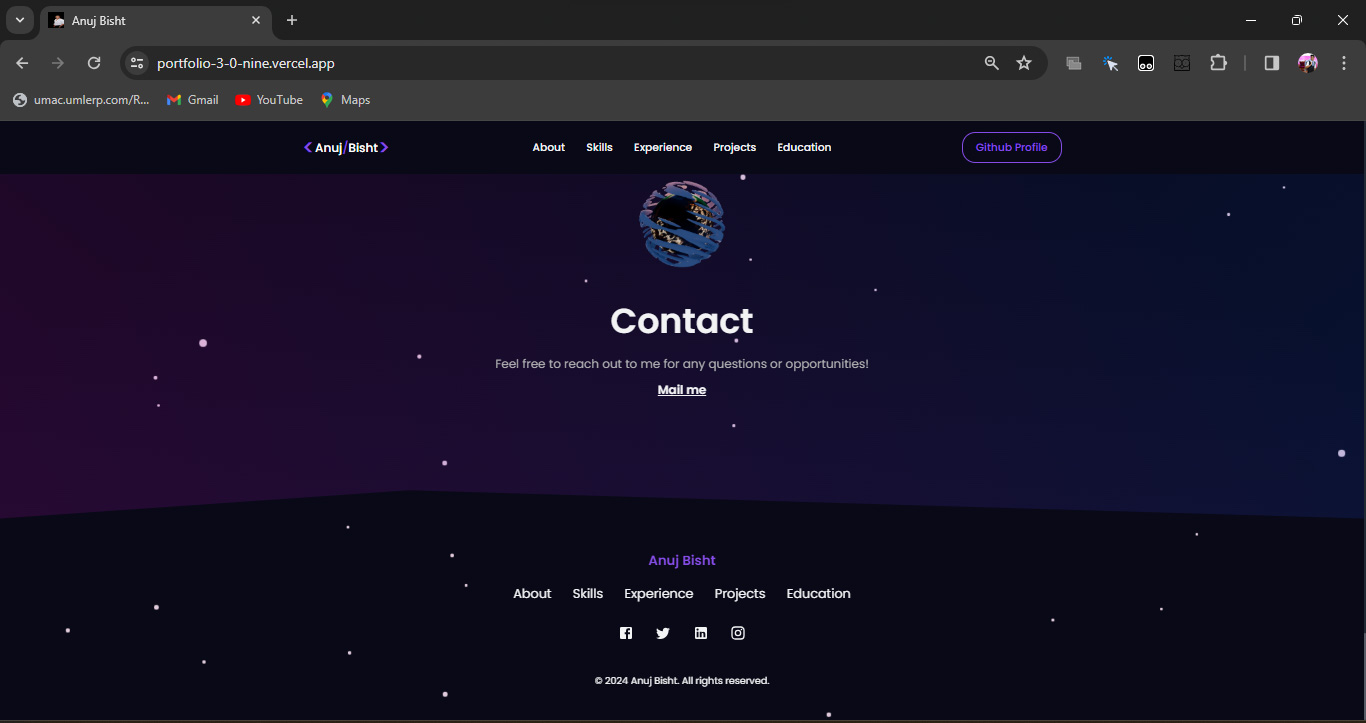 Anuj Bisht
portfolio-3-0-nine.vercel.app
umac.umlerp.com/R... Gmail YouTube Maps
<Anuj/Bisht> About Skills Experience Projects Education Github Profile
Contact
Feel free to reach out to me for any questions or opportunities!
Mail me
Anuj Bisht
About Skills Experience Projects Education
© 2024 Anuj Bisht. All rights reserved.